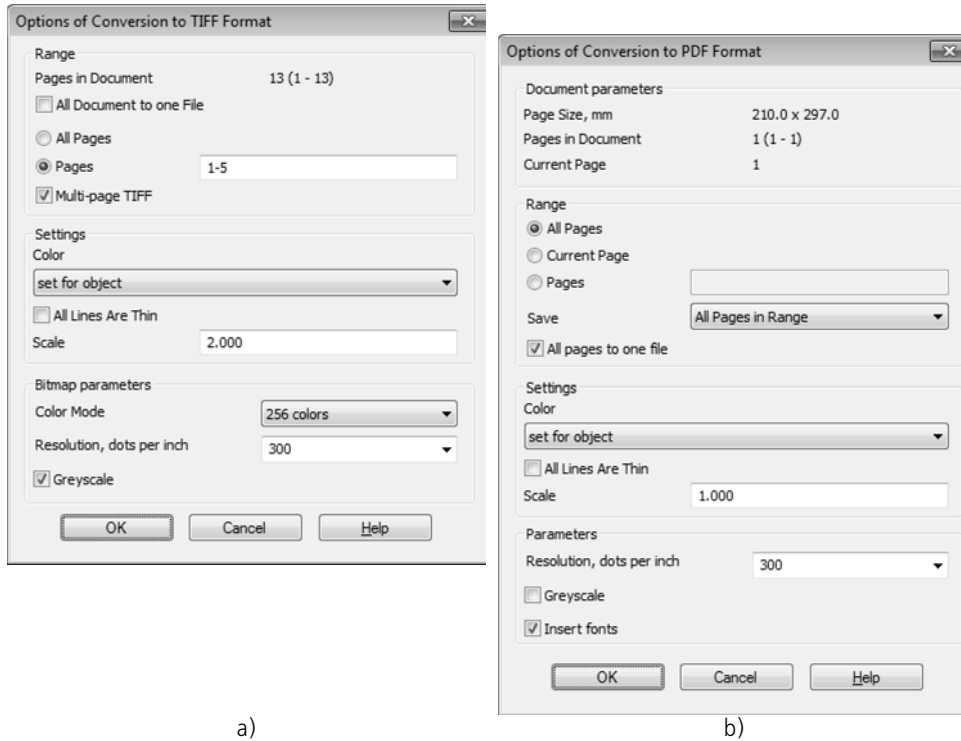 Options of Conversion to TIFF Format
Range
Pages in Document 13 (1 - 13)
All Document to one File
All Pages
Pages 1-5
Multi-page TIFF
Settings
Color
set for object
All Lines Are Thin
Scale 2.000
Bitmap parameters
Color Mode 256 colors
Resolution, dots per inch 300
Greyscale
OK Cancel Help
a)
Options of Conversion to PDF Format
Document parameters
Page Size, mm 210.0 x 297.0
Pages in Document 1 (1 - 1)
Current Page 1
Range
All Pages
Current Page
Pages
Save All Pages in Range
All pages to one file
Settings
Color
set for object
All Lines Are Thin
Scale 1.000
Parameters
Resolution, dots per inch 300
Greyscale
Insert fonts
OK Cancel Help
b)